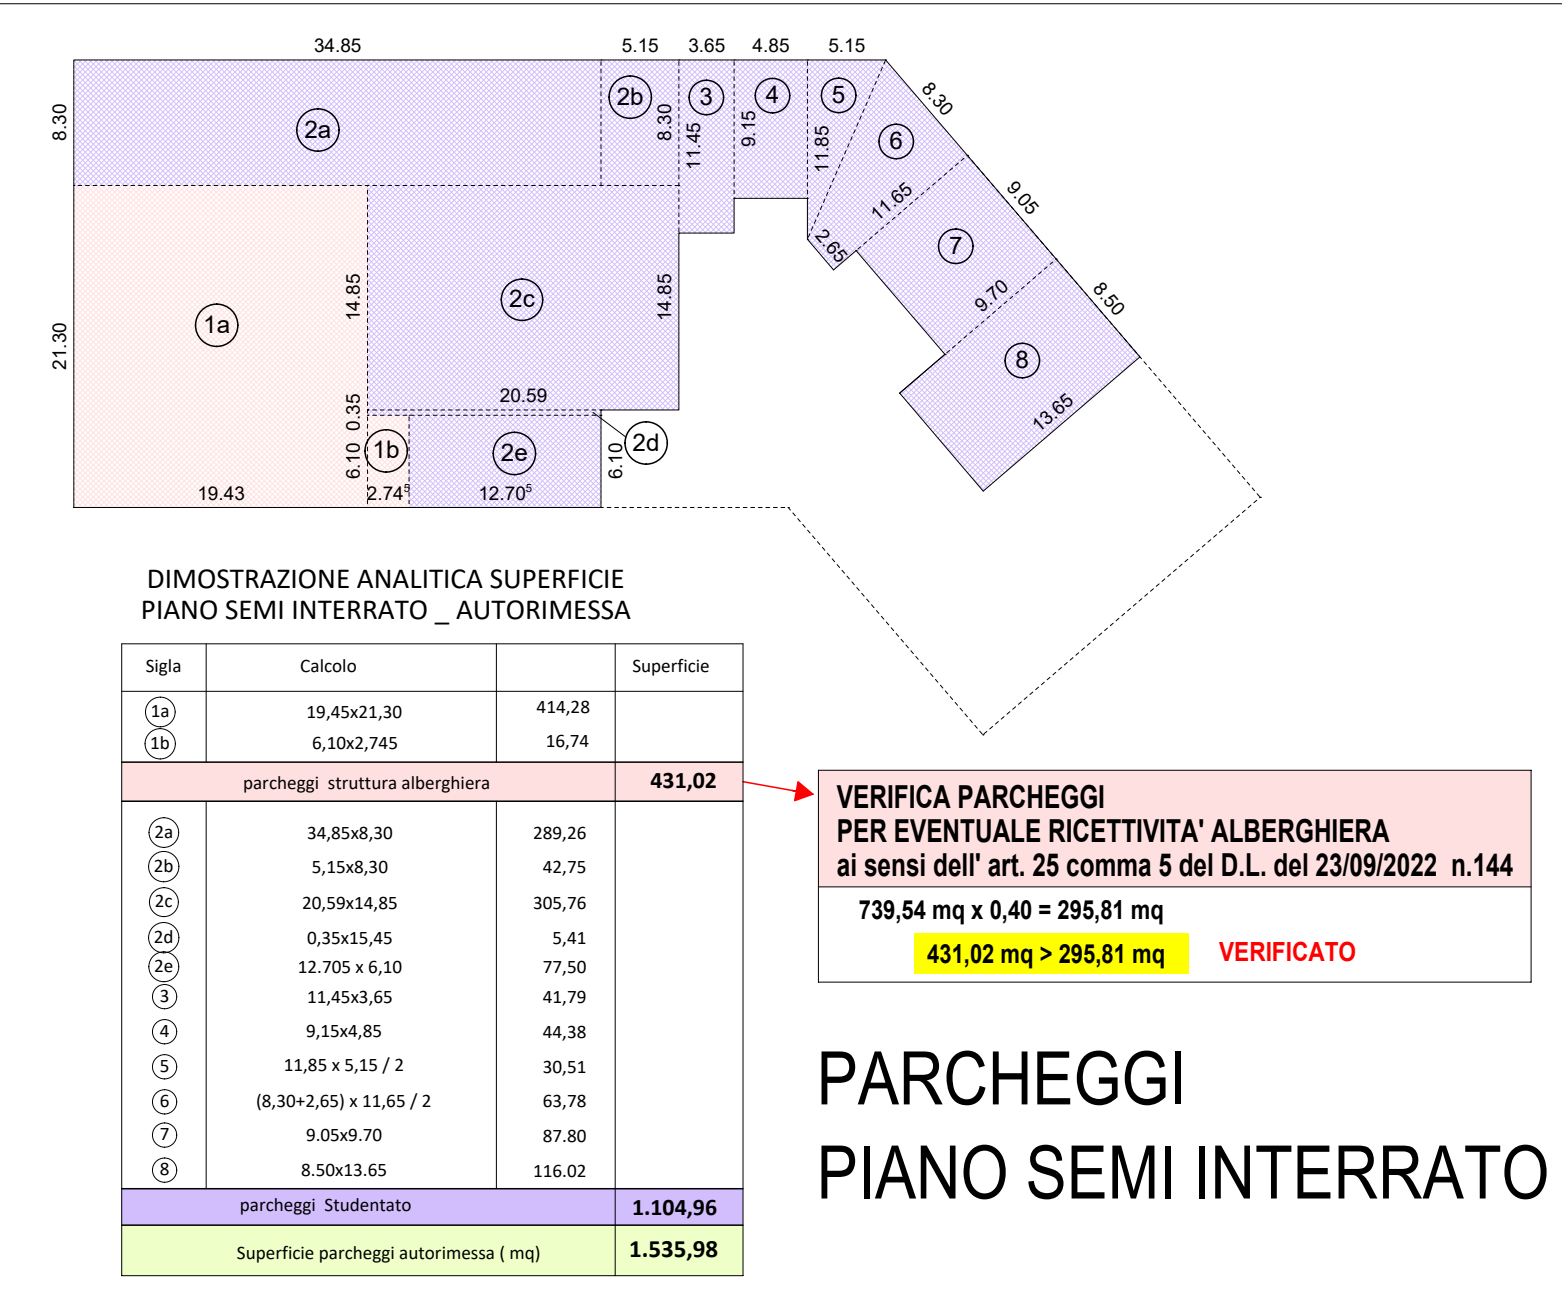 34.85
5.15
3.65
4.85
5.15
8.30
2a
2b
8.30
3
11.45
4
9.15
5
11.85
6
8.30
11.65
2.65
9.05
7
9.70
8.50
8
13.65
21.30
1a
14.85
2c
14.85
20.59
0.35
6.10
1b
2e
6.10
2d
19.43
2.74⁵
12.70⁵
DIMOSTRAZIONE ANALITICA SUPERFICIE
PIANO SEMI INTERRATO _ AUTORIMESSA
Sigla Calcolo Superficie
1a 19,45x21,30 414,28
1b 6,10x2,745 16,74
parcheggi struttura alberghiera 431,02
2a 34,85x8,30 289,26
2b 5,15x8,30 42,75
2c 20,59x14,85 305,76
2d 0,35x15,45 5,41
2e 12.705 x 6,10 77,50
3 11,45x3,65 41,79
4 9,15x4,85 44,38
5 11,85 x 5,15 / 2 30,51
6 (8,30+2,65) x 11,65 / 2 63,78
7 9.05x9.70 87.80
8 8.50x13.65 116.02
parcheggi Studentato 1.104,96
Superficie parcheggi autorimessa ( mq) 1.535,98
VERIFICA PARCHEGGI
PER EVENTUALE RICETTIVITA' ALBERGHIERA
ai sensi dell' art. 25 comma 5 del D.L. del 23/09/2022 n.144
739,54 mq x 0,40 = 295,81 mq
431,02 mq > 295,81 mq VERIFICATO
PARCHEGGI
PIANO SEMI INTERRATO